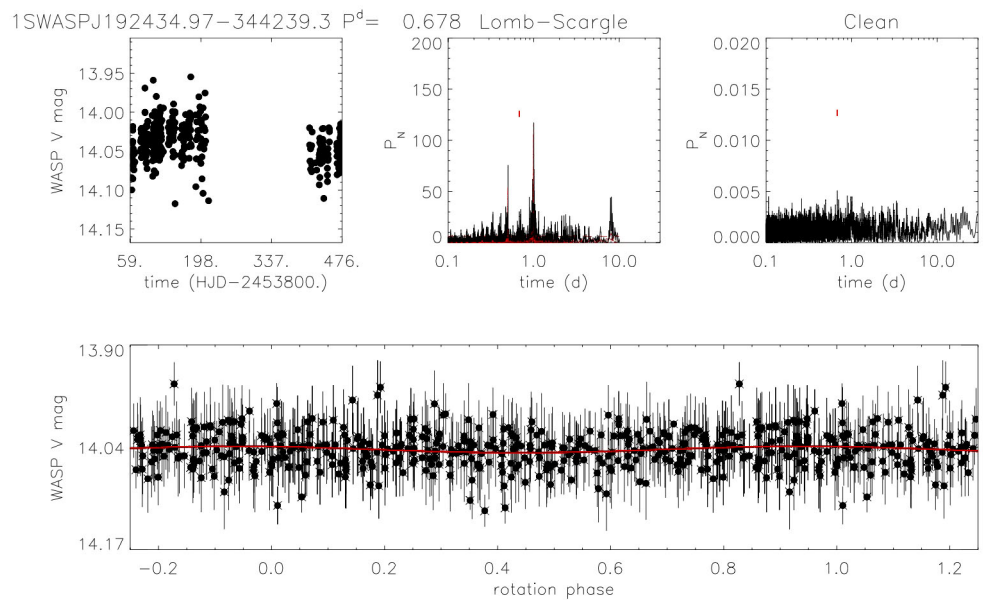 1SWASPJ192434.97−344239.3 Pᵈ= 0.678 Lomb−Scargle
Clean
WASP V mag
13.95
14.00
14.05
14.10
14.15
59. 198. 337. 476.
time (HJD−2453800.)
P_N
200
150
100
50
0
0.1 1.0 10.0
time (d)
P_N
0.020
0.015
0.010
0.005
0.000
0.1 1.0 10.0
time (d)
WASP V mag
13.90
14.04
14.17
−0.2 0.0 0.2 0.4 0.6 0.8 1.0 1.2
rotation phase